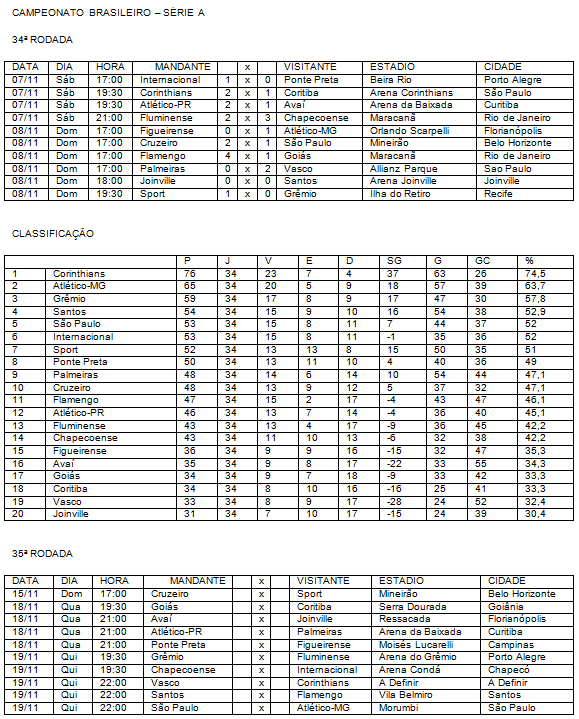 CAMPEONATO BRASILEIRO – SÉRIE A
34ª RODADA
DATA DIA HORA MANDANTE x VISITANTE ESTADIO CIDADE
07/11 Sáb 17:00 Internacional 1 x 0 Ponte Preta Beira Rio Porto Alegre
07/11 Sáb 19:30 Corinthians 2 x 1 Coritiba Arena Corinthians São Paulo
07/11 Sáb 19:30 Atlético-PR 2 x 1 Avaí Arena da Baixada Curitiba
07/11 Sáb 21:00 Fluminense 2 x 3 Chapecoense Maracanã Rio de Janeiro
08/11 Dom 17:00 Figueirense 0 x 1 Atlético-MG Orlando Scarpelli Florianópolis
08/11 Dom 17:00 Cruzeiro 2 x 1 São Paulo Mineirão Belo Horizonte
08/11 Dom 17:00 Flamengo 4 x 1 Goiás Maracanã Rio de Janeiro
08/11 Dom 17:00 Palmeiras 0 x 2 Vasco Allianz Parque Sao Paulo
08/11 Dom 18:00 Joinville 0 x 0 Santos Arena Joinville Joinville
08/11 Dom 19:30 Sport 1 x 0 Grêmio Ilha do Retiro Recife
CLASSIFICAÇÃO
P J V E D SG G GC %
1 Corinthians 76 34 23 7 4 37 63 26 74,5
2 Atlético-MG 65 34 20 5 9 18 57 39 63,7
3 Grêmio 59 34 17 8 9 17 47 30 57,8
4 Santos 54 34 15 9 10 16 54 38 52,9
5 São Paulo 53 34 15 8 11 7 44 37 52
6 Internacional 53 34 15 8 11 -1 35 36 52
7 Sport 52 34 13 13 8 15 50 35 51
8 Ponte Preta 50 34 13 11 10 4 40 36 49
9 Palmeiras 48 34 14 6 14 10 54 44 47,1
10 Cruzeiro 48 34 13 9 12 5 37 32 47,1
11 Flamengo 47 34 15 2 17 -4 43 47 46,1
12 Atlético-PR 46 34 13 7 14 -4 36 40 45,1
13 Fluminense 43 34 13 4 17 -9 36 45 42,2
14 Chapecoense 43 34 11 10 13 -6 32 38 42,2
15 Figueirense 36 34 9 9 16 -15 32 47 35,3
16 Avaí 35 34 9 8 17 -22 33 55 34,3
17 Goiás 34 34 9 7 18 -9 33 42 33,3
18 Coritiba 34 34 8 10 16 -16 25 41 33,3
19 Vasco 33 34 8 9 17 -28 24 52 32,4
20 Joinville 31 34 7 10 17 -15 24 39 30,4
35ª RODADA
DATA DIA HORA MANDANTE x VISITANTE ESTADIO CIDADE
15/11 Dom 17:00 Cruzeiro x Sport Mineirão Belo Horizonte
18/11 Qua 19:30 Goiás x Coritiba Serra Dourada Goiânia
18/11 Qua 21:00 Avaí x Joinville Ressacada Florianópolis
18/11 Qua 21:00 Atlético-PR x Palmeiras Arena da Baixada Curitiba
18/11 Qua 21:00 Ponte Preta x Figueirense Moisés Lucarelli Campinas
19/11 Qui 19:30 Grêmio x Fluminense Arena do Grêmio Porto Alegre
19/11 Qui 19:30 Chapecoense x Internacional Arena Condá Chapecó
19/11 Qui 22:00 Vasco x Corinthians A Definir A Definir
19/11 Qui 22:00 Santos x Flamengo Vila Belmiro Santos
19/11 Qui 22:00 São Paulo x Atlético-MG Morumbi São Paulo